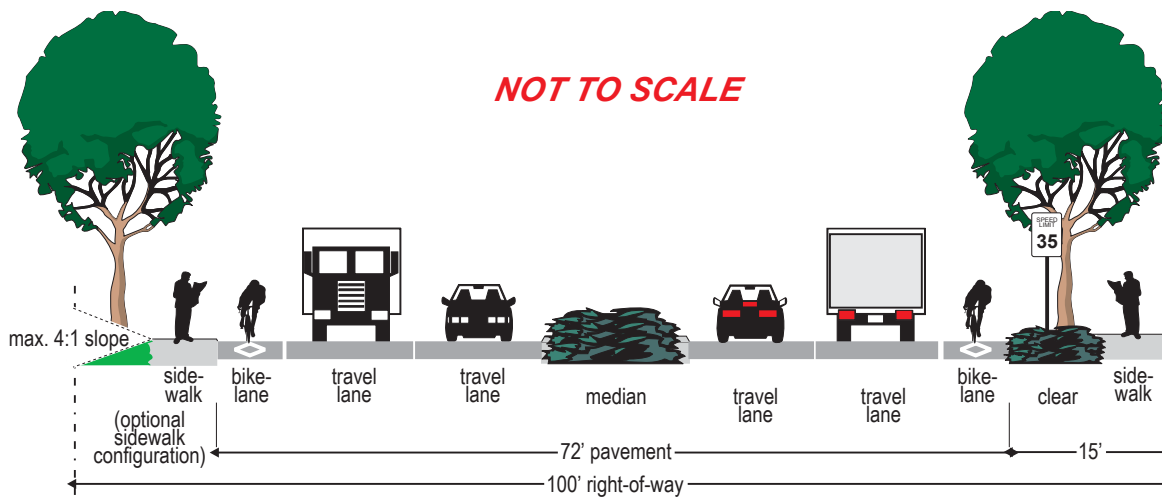 NOT TO SCALE
SPEED
LIMIT
35
max. 4:1 slope
side-
walk
(optional
sidewalk
configuration)
bike-
lane
travel
lane
travel
lane
median
travel
lane
travel
lane
bike-
lane
clear
side-
walk
72’ pavement
15’
100’ right-of-way